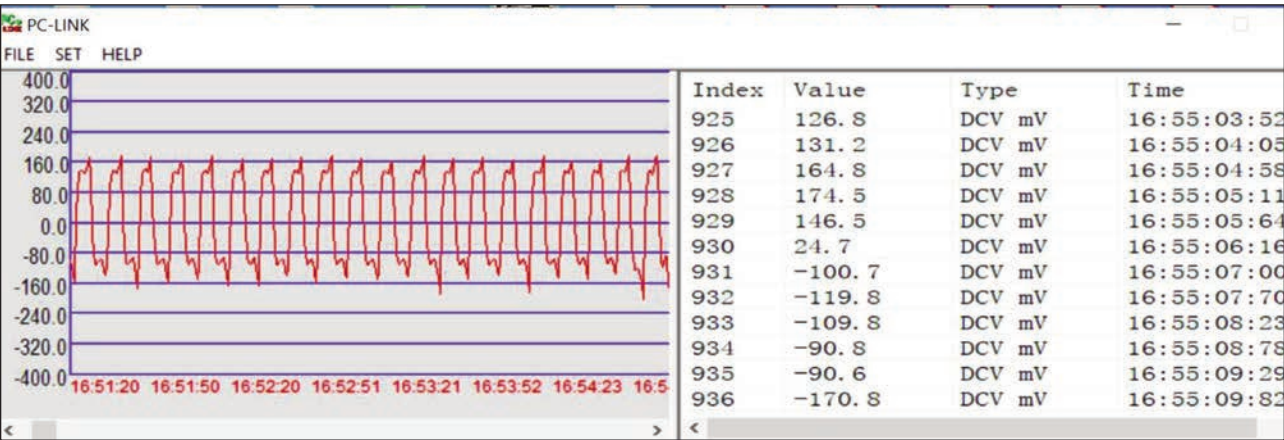 PC-LINK
FILE SET HELP
400.0
320.0
240.0
160.0
80.0
0.0
-80.0
-160.0
-240.0
-320.0
-400.0
16:51:20 16:51:50 16:52:20 16:52:51 16:53:21 16:53:52 16:54:23 16:5
Index Value Type Time
925 126.8 DCV mV 16:55:03:52
926 131.2 DCV mV 16:55:04:05
927 164.8 DCV mV 16:55:04:58
928 174.5 DCV mV 16:55:05:11
929 146.5 DCV mV 16:55:05:64
930 24.7 DCV mV 16:55:06:16
931 -100.7 DCV mV 16:55:07:00
932 -119.8 DCV mV 16:55:07:70
933 -109.8 DCV mV 16:55:08:23
934 -90.8 DCV mV 16:55:08:78
935 -90.6 DCV mV 16:55:09:29
936 -170.8 DCV mV 16:55:09:82